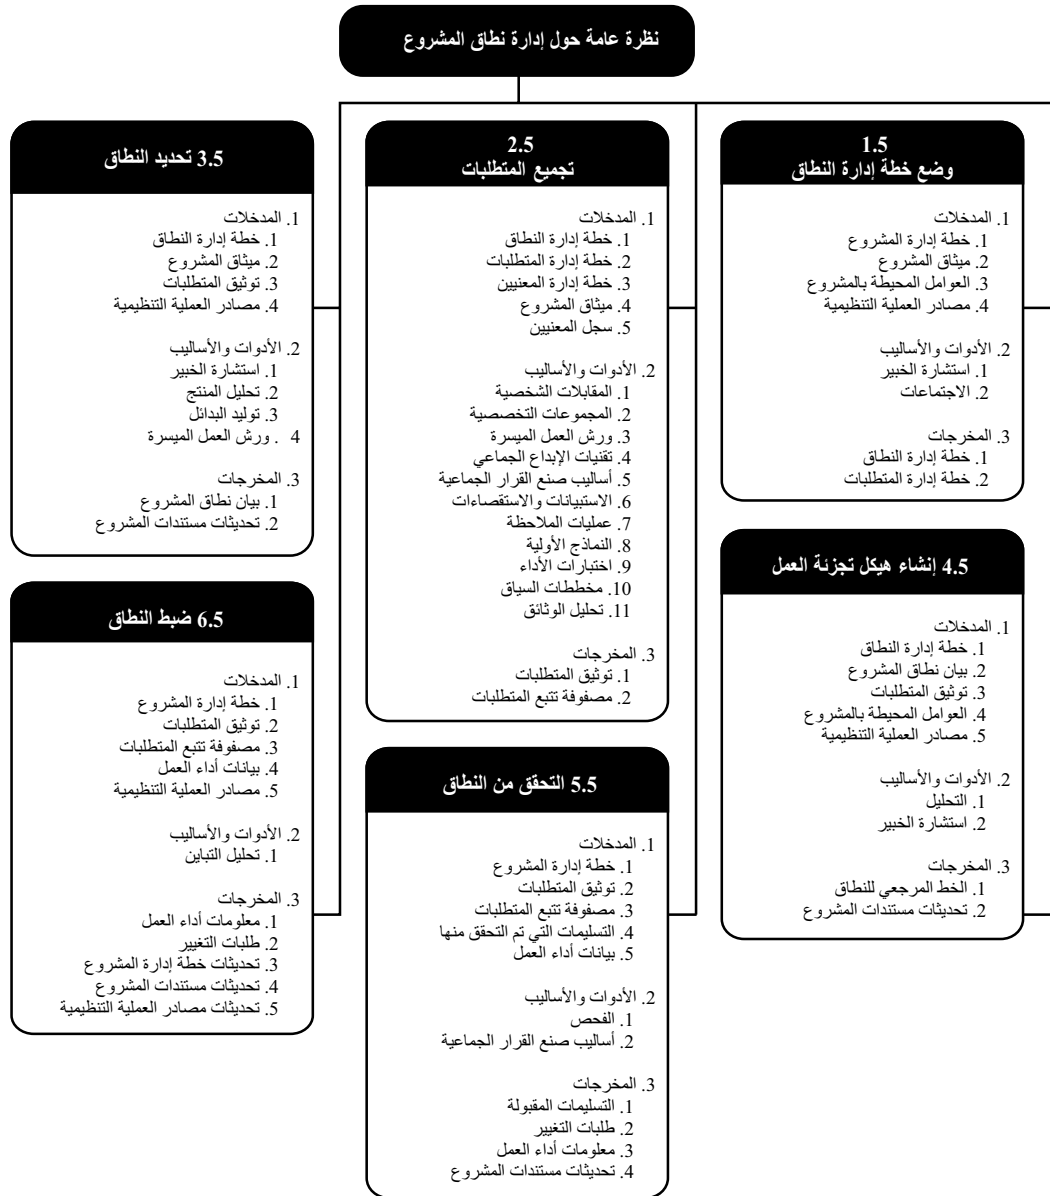 نظرة عامة حول إدارة نطاق المشروع
1.5
وضع خطة إدارة النطاق
1. المدخلات
1. خطة إدارة المشروع
2. ميثاق المشروع
3. العوامل المحيطة بالمشروع
4. مصادر العملية التنظيمية
2. الأدوات والأساليب
1. استشارة الخبير
2. الاجتماعات
3. المخرجات
1. خطة إدارة النطاق
2. خطة إدارة المتطلبات
2.5
تجميع المتطلبات
1. المدخلات
1. خطة إدارة النطاق
2. خطة إدارة المتطلبات
3. خطة إدارة المعنيين
4. ميثاق المشروع
5. سجل المعنيين
2. الأدوات والأساليب
1. المقابلات الشخصية
2. المجموعات التخصصية
3. ورش العمل الميسرة
4. تقنيات الإبداع الجماعي
5. أساليب صنع القرار الجماعية
6. الاستبيانات والاستقصاءات
7. عمليات الملاحظة
8. النماذج الأولية
9. اختبارات الأداء
10. مخططات السياق
11. تحليل الوثائق
3. المخرجات
1. توثيق المتطلبات
2. مصفوفة تتبع المتطلبات
3.5 تحديد النطاق
1. المدخلات
1. خطة إدارة النطاق
2. ميثاق المشروع
3. توثيق المتطلبات
4. مصادر العملية التنظيمية
2. الأدوات والأساليب
1. استشارة الخبير
2. تحليل المنتج
3. توليد البدائل
4 . ورش العمل الميسرة
3. المخرجات
1. بيان نطاق المشروع
2. تحديثات مستندات المشروع
4.5 إنشاء هيكل تجزئة العمل
1. المدخلات
1. خطة إدارة النطاق
2. بيان نطاق المشروع
3. توثيق المتطلبات
4. العوامل المحيطة بالمشروع
5. مصادر العملية التنظيمية
2. الأدوات والأساليب
1. التحليل
2. استشارة الخبير
3. المخرجات
1. الخط المرجعي للنطاق
2. تحديثات مستندات المشروع
5.5 التحقق من النطاق
1. المدخلات
1. خطة إدارة المشروع
2. توثيق المتطلبات
3. مصفوفة تتبع المتطلبات
4. التسليمات التي تم التحقق منها
5. بيانات أداء العمل
2. الأدوات والأساليب
1. الفحص
2. أساليب صنع القرار الجماعية
3. المخرجات
1. التسليمات المقبولة
2. طلبات التغيير
3. معلومات أداء العمل
4. تحديثات مستندات المشروع
6.5 ضبط النطاق
1. المدخلات
1. خطة إدارة المشروع
2. توثيق المتطلبات
3. مصفوفة تتبع المتطلبات
4. بيانات أداء العمل
5. مصادر العملية التنظيمية
2. الأدوات والأساليب
1. تحليل التباين
3. المخرجات
1. معلومات أداء العمل
2. طلبات التغيير
3. تحديثات خطة إدارة المشروع
4. تحديثات مستندات المشروع
5. تحديثات مصادر العملية التنظيمية